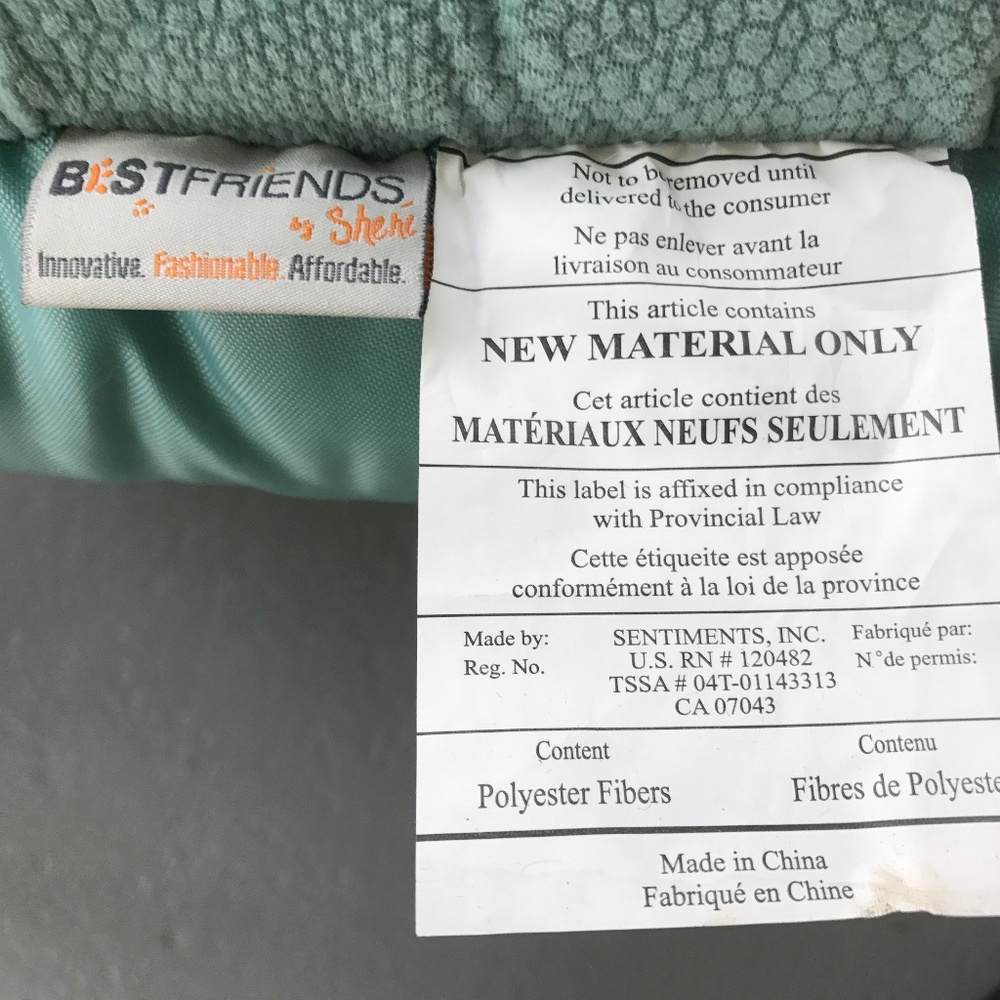 BESTFRIENDS
by Sheri
Innovative. Fashionable. Affordable.
Not to be removed until
delivered to the consumer
Ne pas enlever avant la
livraison au consommateur
This article contains
NEW MATERIAL ONLY
Cet article contient des
MATÉRIAUX NEUFS SEULEMENT
This label is affixed in compliance
with Provincial Law
Cette étiqueite est apposée
conformément à la loi de la province
Made by: SENTIMENTS, INC. Fabriqué par:
Reg. No. U.S. RN # 120482 N°de permis:
TSSA # 04T-01143313
CA 07043
Content Contenu
Polyester Fibers Fibres de Polyeste
Made in China
Fabriqué en Chine